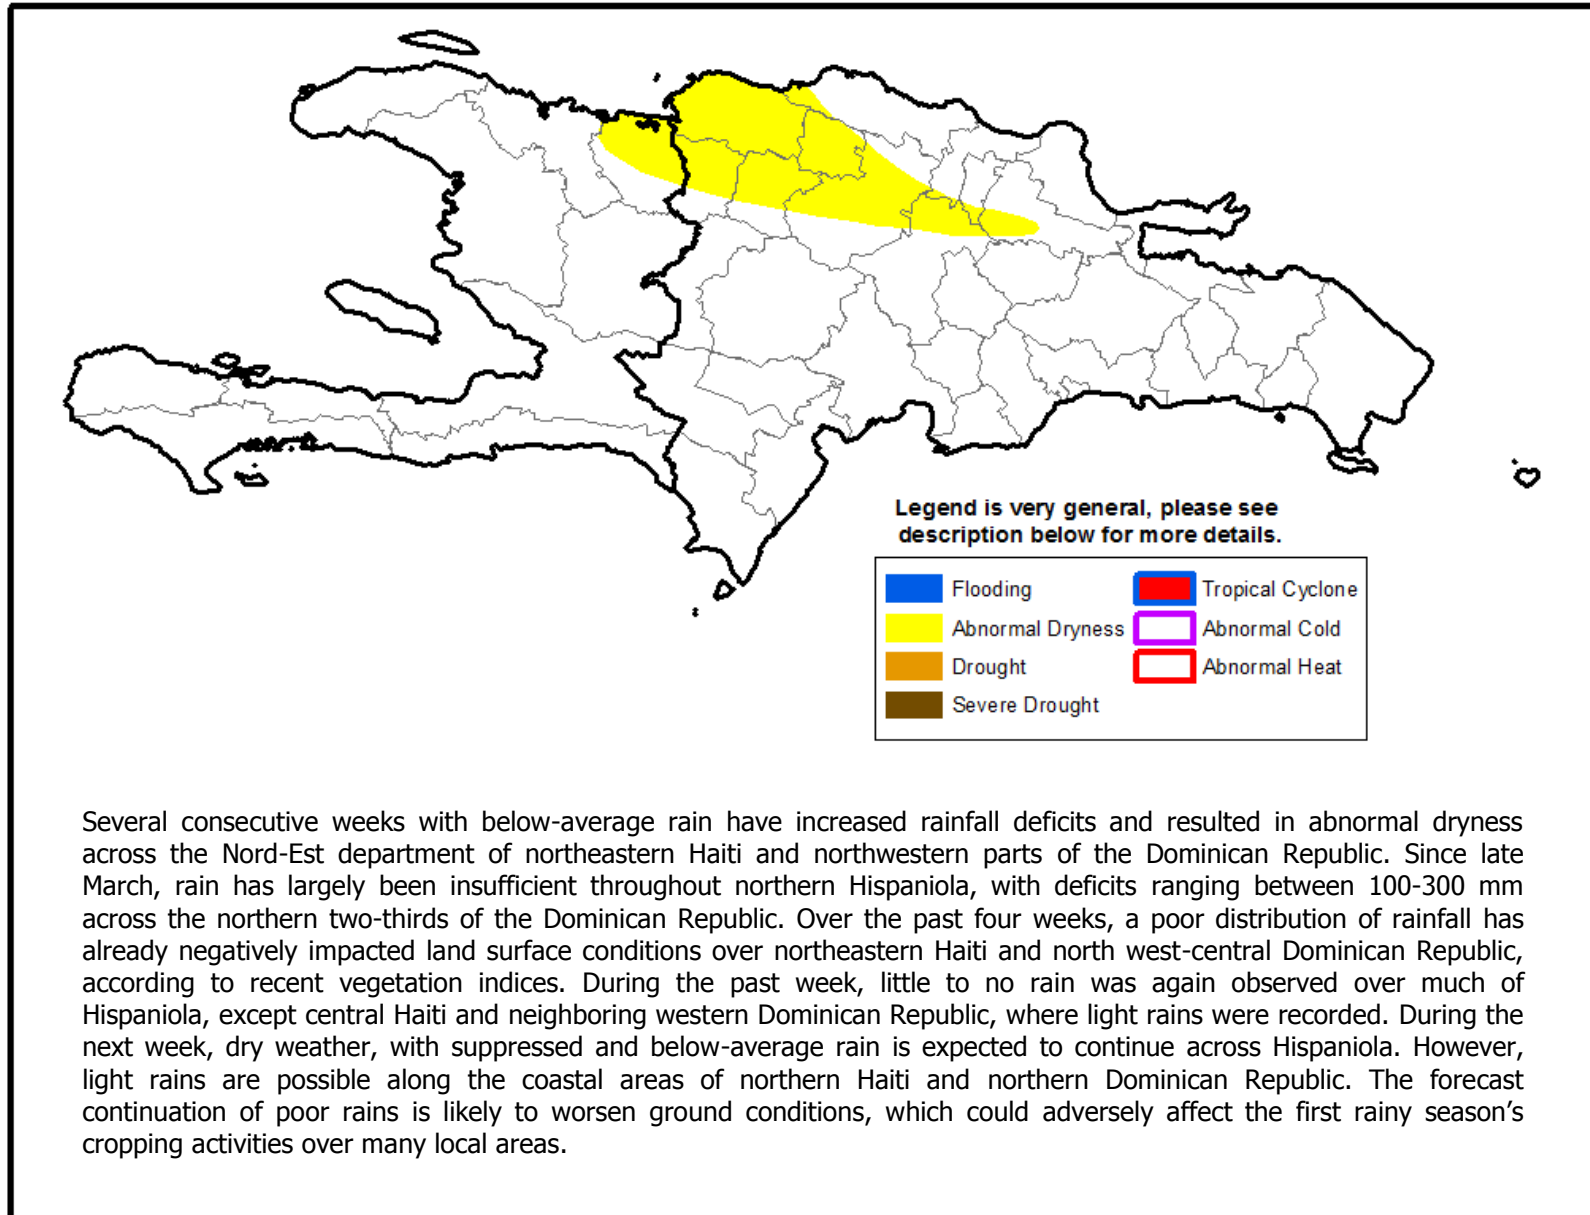 Legend is very general, please see
description below for more details.
Flooding
Tropical Cyclone
Abnormal Dryness
Abnormal Cold
Drought
Abnormal Heat
Severe Drought
Several consecutive weeks with below-average rain have increased rainfall deficits and resulted in abnormal dryness
across the Nord-Est department of northeastern Haiti and northwestern parts of the Dominican Republic. Since late
March, rain has largely been insufficient throughout northern Hispaniola, with deficits ranging between 100-300 mm
across the northern two-thirds of the Dominican Republic. Over the past four weeks, a poor distribution of rainfall has
already negatively impacted land surface conditions over northeastern Haiti and north west-central Dominican Republic,
according to recent vegetation indices. During the past week, little to no rain was again observed over much of
Hispaniola, except central Haiti and neighboring western Dominican Republic, where light rains were recorded. During the
next week, dry weather, with suppressed and below-average rain is expected to continue across Hispaniola. However,
light rains are possible along the coastal areas of northern Haiti and northern Dominican Republic. The forecast
continuation of poor rains is likely to worsen ground conditions, which could adversely affect the first rainy season’s
cropping activities over many local areas.